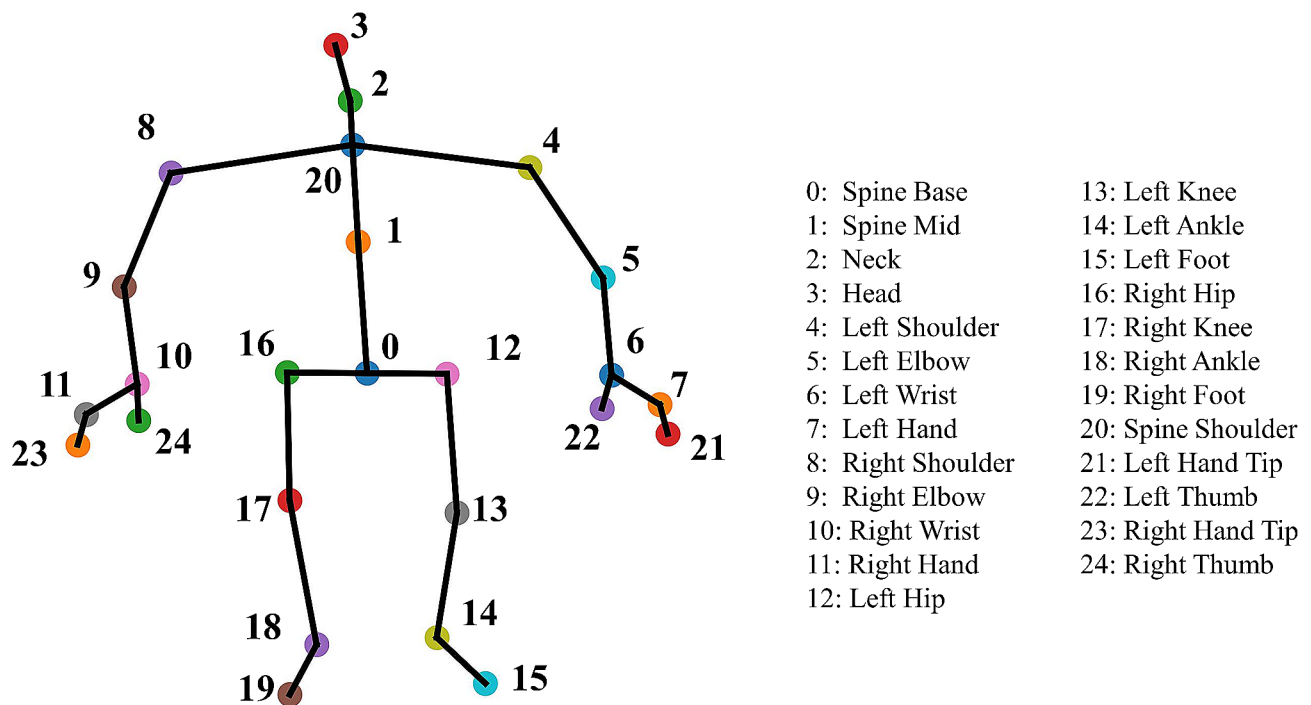 3
2
8
4
20
1
5
9
16
0
12
10
6
11
7
22
24
23
21
17
13
18
14
19
15
0: Spine Base
1: Spine Mid
2: Neck
3: Head
4: Left Shoulder
5: Left Elbow
6: Left Wrist
7: Left Hand
8: Right Shoulder
9: Right Elbow
10: Right Wrist
11: Right Hand
12: Left Hip
13: Left Knee
14: Left Ankle
15: Left Foot
16: Right Hip
17: Right Knee
18: Right Ankle
19: Right Foot
20: Spine Shoulder
21: Left Hand Tip
22: Left Thumb
23: Right Hand Tip
24: Right Thumb